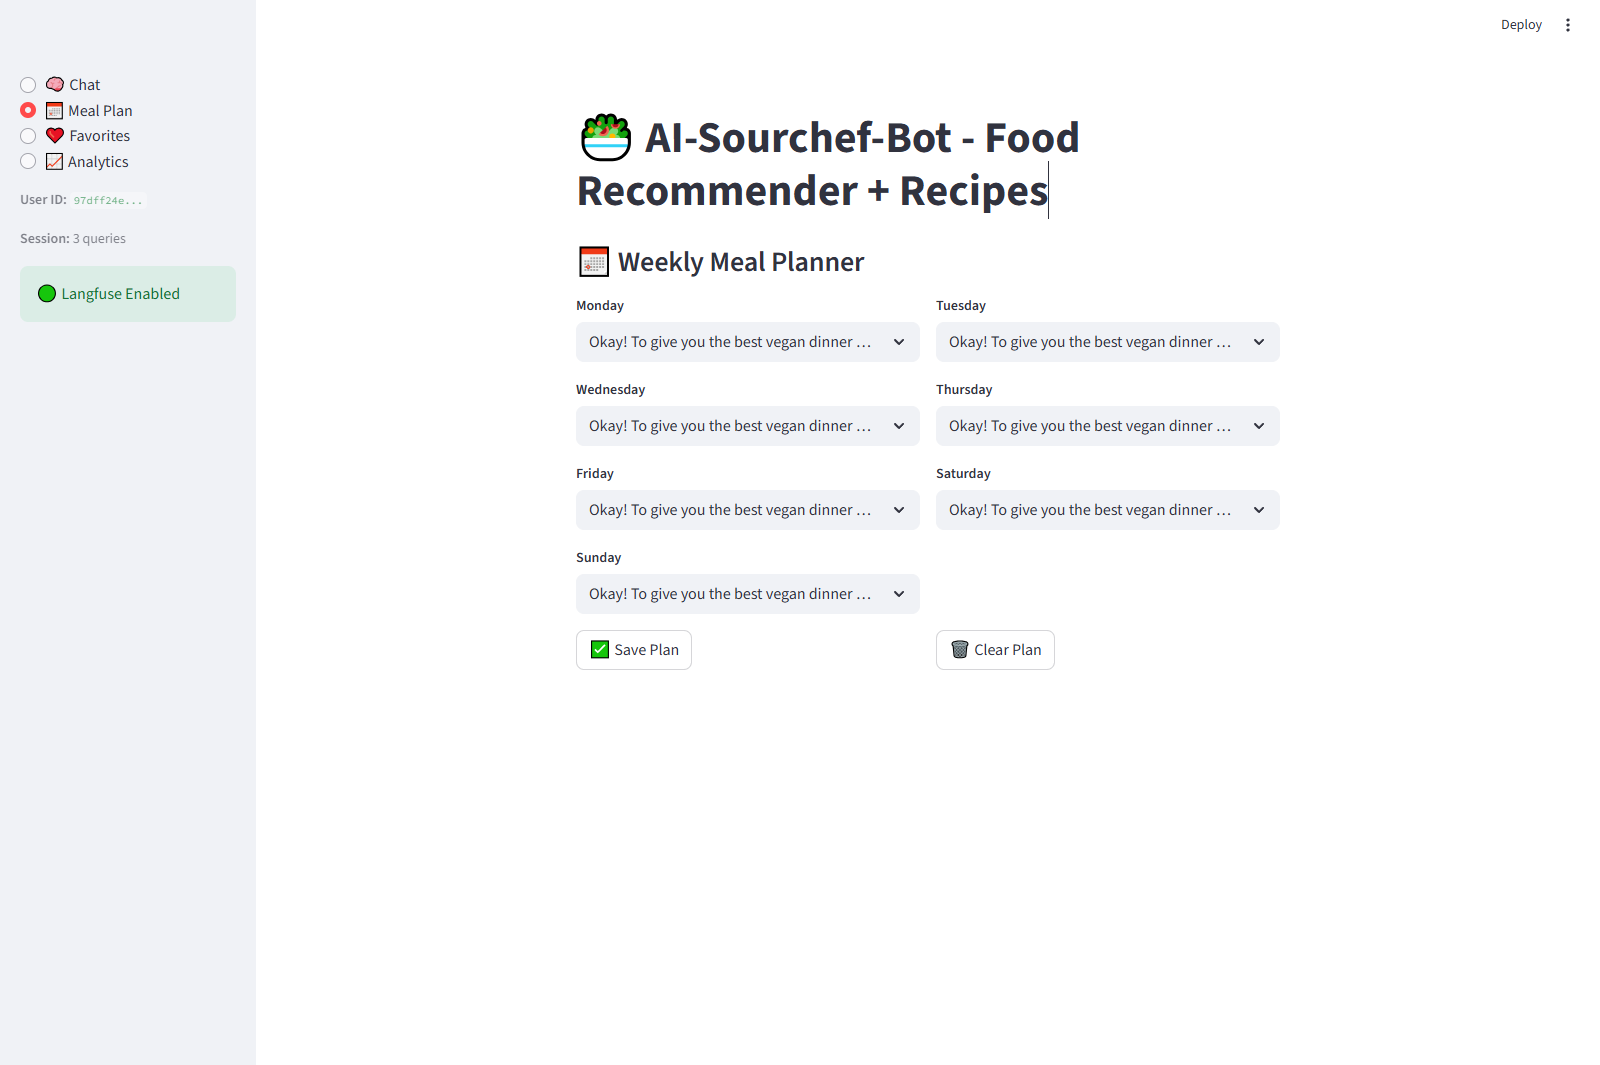 Deploy
Chat
Meal Plan
Favorites
Analytics
User ID: 97dff24e...
Session: 3 queries
Langfuse Enabled
AI-Sourchef-Bot - Food
Recommender + Recipes
Weekly Meal Planner
Monday
Okay! To give you the best vegan dinner ...
Tuesday
Okay! To give you the best vegan dinner ...
Wednesday
Okay! To give you the best vegan dinner ...
Thursday
Okay! To give you the best vegan dinner ...
Friday
Okay! To give you the best vegan dinner ...
Saturday
Okay! To give you the best vegan dinner ...
Sunday
Okay! To give you the best vegan dinner ...
Save Plan
Clear Plan